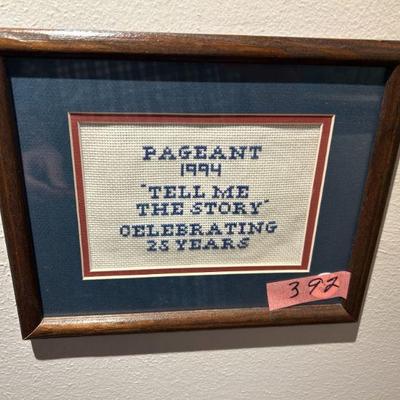 PAGEANT
1994
"TELL ME
THE STORY"
CELEBRATING
25 YEARS
392